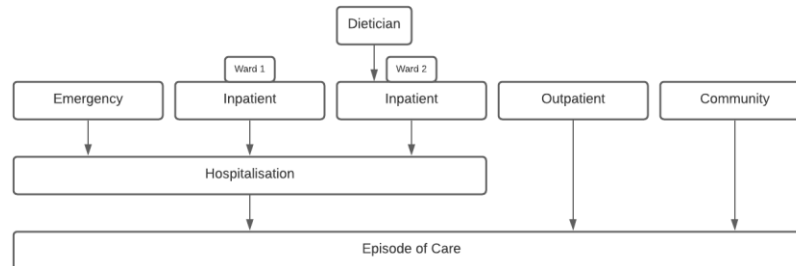 Dietician
Ward 1
Ward 2
Emergency
Inpatient
Inpatient
Outpatient
Community
Hospitalisation
Episode of Care